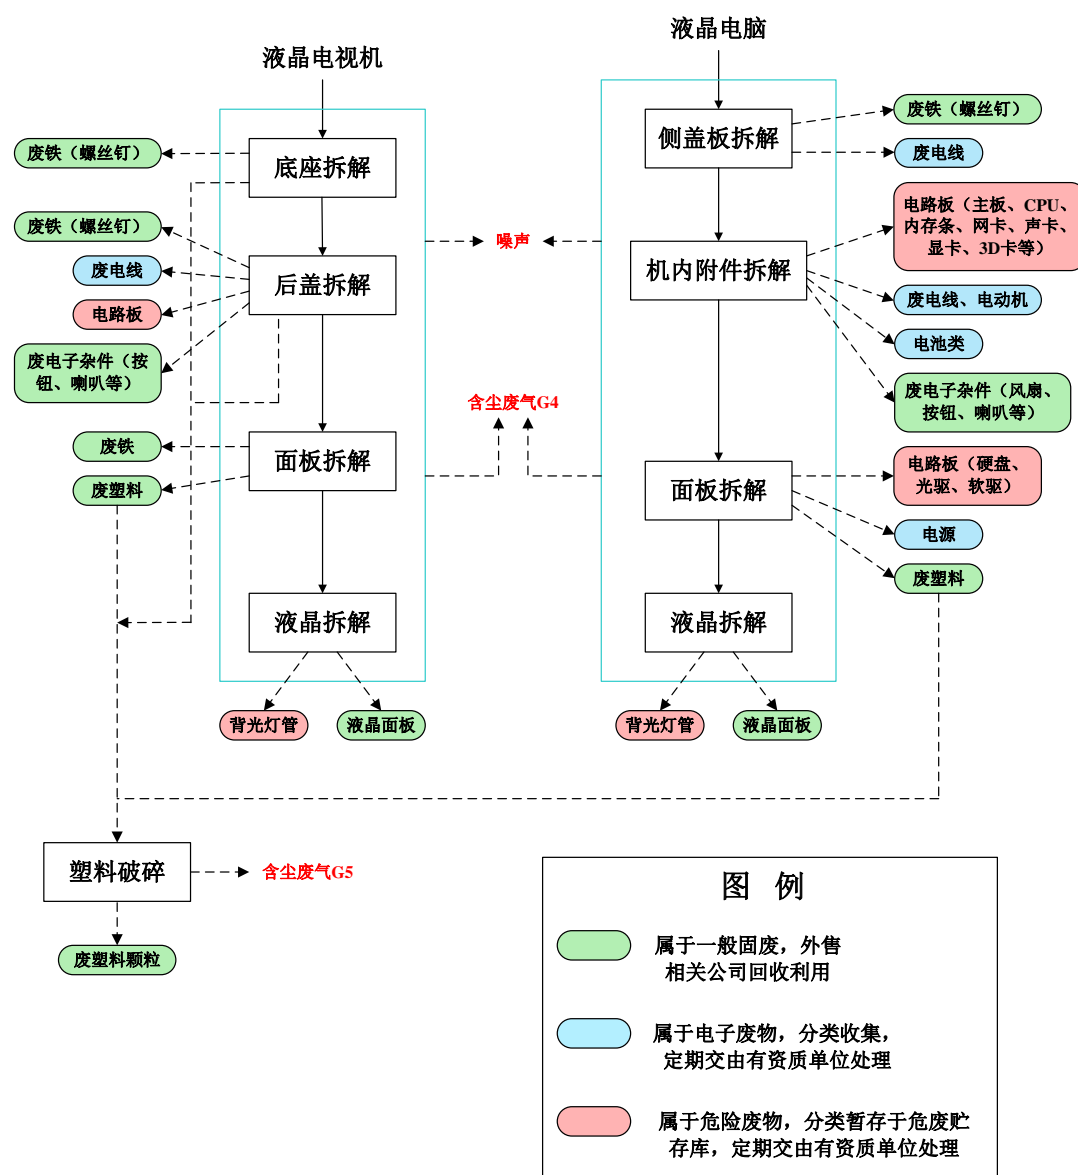 液晶电视机
废铁（螺丝钉）
底座拆解
废铁（螺丝钉）
废电线
电路板
废电子杂件（按
钮、喇叭等）
后盖拆解
废铁
废塑料
面板拆解
液晶拆解
背光灯管
液晶面板
噪声
含尘废气G4
液晶电脑
侧盖板拆解
废铁（螺丝钉）
废电线
机内附件拆解
电路板（主板、CPU、
内存条、网卡、声卡、
显卡、3D卡等）
废电线、电动机
电池类
废电子杂件（风扇、
按钮、喇叭等）
面板拆解
电路板（硬盘、
光驱、软驱）
电源
废塑料
液晶拆解
背光灯管
液晶面板
塑料破碎
含尘废气G5
废塑料颗粒
图 例
属于一般固废，外售
相关公司回收利用
属于电子废物，分类收集，
定期交由有资质单位处理
属于危险废物，分类暂存于危废贮
存库，定期交由有资质单位处理